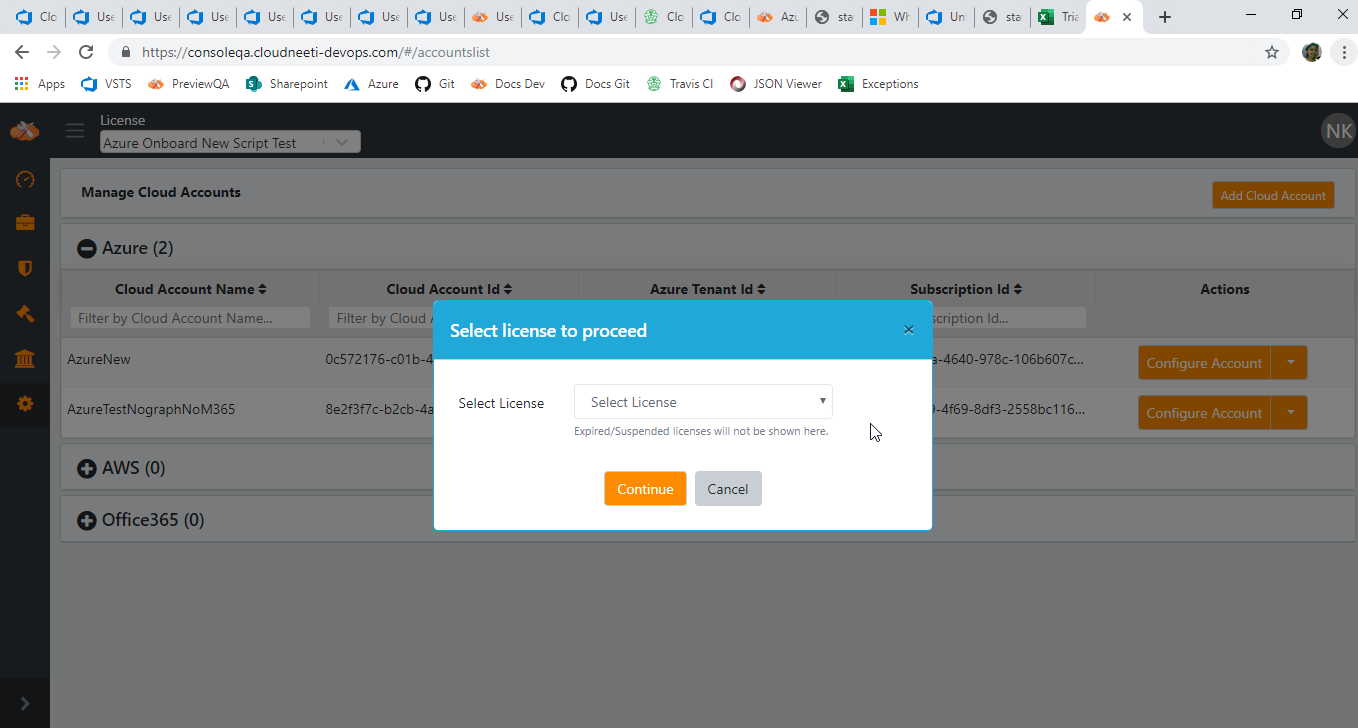 Clo Use Use Use Use Use Use Use Use Clo Use Clo Clo Azu sta Wh Un sta Tria
https://consoleqa.cloudneeti-devops.com/#/accountslist
Apps VSTS PreviewQA Sharepoint Azure Git Docs Dev Docs Git Travis CI JSON Viewer Exceptions
License
Azure Onboard New Script Test
NK
Manage Cloud Accounts
Add Cloud Account
Azure (2)
Cloud Account Name Cloud Account Id Azure Tenant Id Subscription Id Actions
Filter by Cloud Account Name... Filter by Cloud scription Id...
Select license to proceed
×
AzureNew 0c572176-c01b-4 -4640-978c-106b607c... Configure Account
Select License Select License
AzureTestNographNoM365 8e2f3f7c-b2cb-4a -4f69-8df3-2558bc116... Configure Account
Expired/Suspended licenses will not be shown here.
AWS (0)
Continue Cancel
Office365 (0)